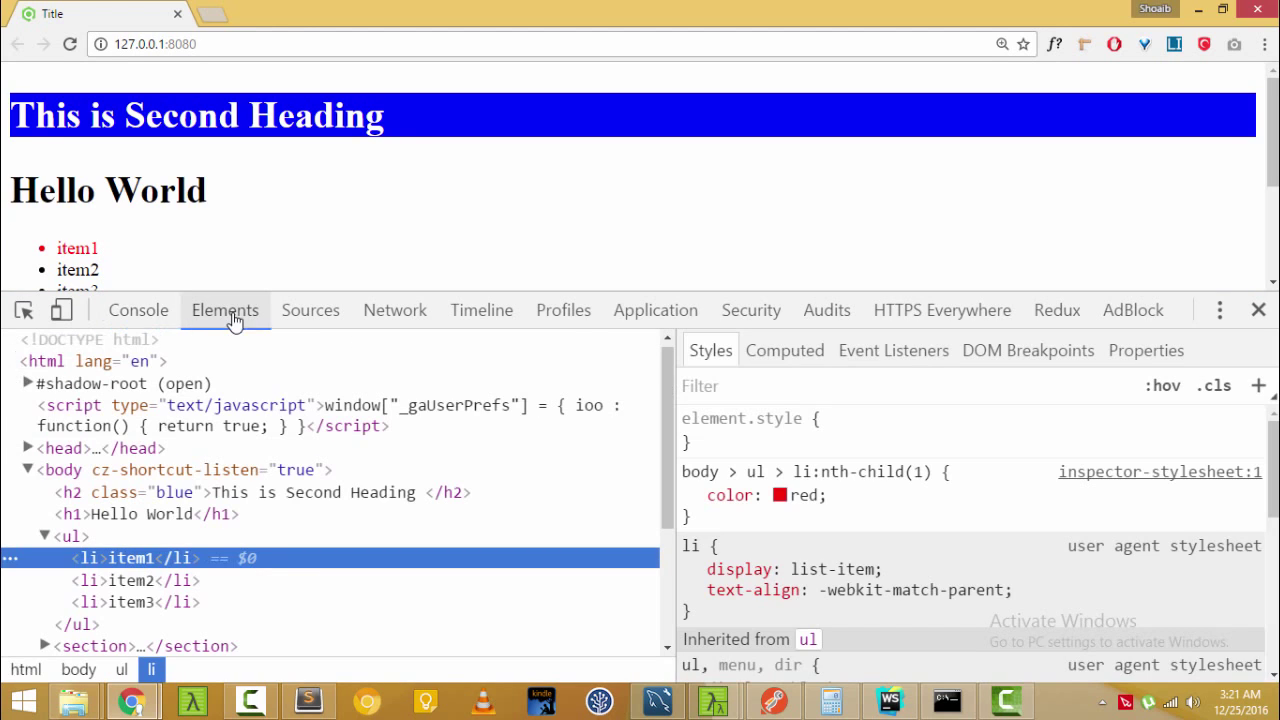 Title
Shoaib
127.0.0.1:8080
f?
LI
This is Second Heading
Hello World
item1
item2
Console Elements Sources Network Timeline Profiles Application Security Audits HTTPS Everywhere Redux AdBlock
<!DOCTYPE html>
<html lang="en">
#shadow-root (open)
<script type="text/javascript">window["_gaUserPrefs"] = { ioo :
function() { return true; } }</script>
<head>…</head>
<body cz-shortcut-listen="true">
<h2 class="blue">This is Second Heading </h2>
<h1>Hello World</h1>
<ul>
<li>item1</li> == $0
<li>item2</li>
<li>item3</li>
</ul>
<section>…</section>
html body ul li
Styles Computed Event Listeners DOM Breakpoints Properties
Filter :hov .cls +
element.style {
}
body > ul > li:nth-child(1) { inspector-stylesheet:1
color: red;
}
li { user agent stylesheet
display: list-item;
text-align: -webkit-match-parent;
}
Activate Windows
Go to PC settings to activate Windows.
Inherited from ul
ul, menu, dir { user agent stylesheet
kindle
WS
3:21 AM
12/25/2016